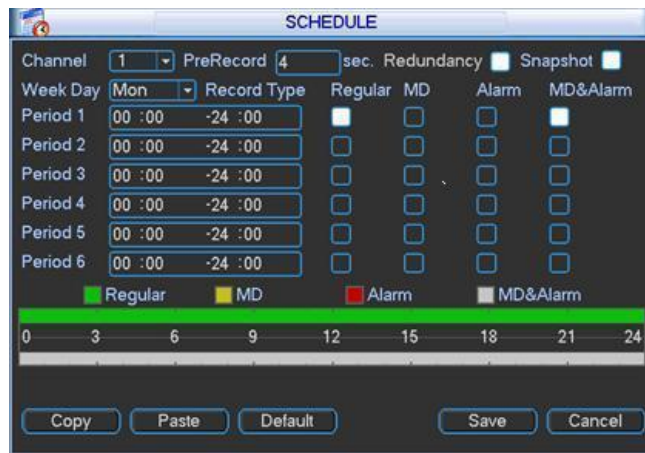 SCHEDULE
Channel 1 PreRecord 4 sec. Redundancy Snapshot
Week Day Mon Record Type Regular MD Alarm MD&Alarm
Period 1 00 :00 -24 :00
Period 2 00 :00 -24 :00
Period 3 00 :00 -24 :00
Period 4 00 :00 -24 :00
Period 5 00 :00 -24 :00
Period 6 00 :00 -24 :00
Regular MD Alarm MD&Alarm
0 3 6 9 12 15 18 21 24
Copy Paste Default Save Cancel